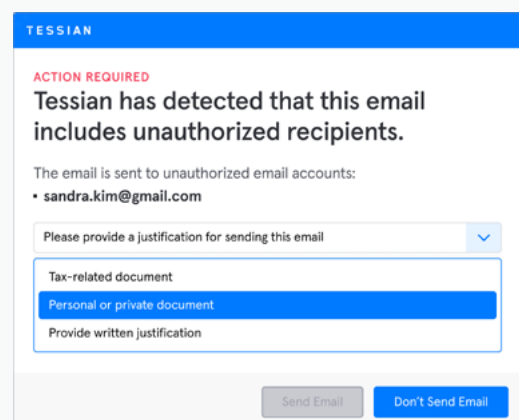 TESSIAN
ACTION REQUIRED
Tessian has detected that this email
includes unauthorized recipients.
The email is sent to unauthorized email accounts:
• sandra.kim@gmail.com
Please provide a justification for sending this email
Tax-related document
Personal or private document
Provide written justification
Send Email
Don't Send Email